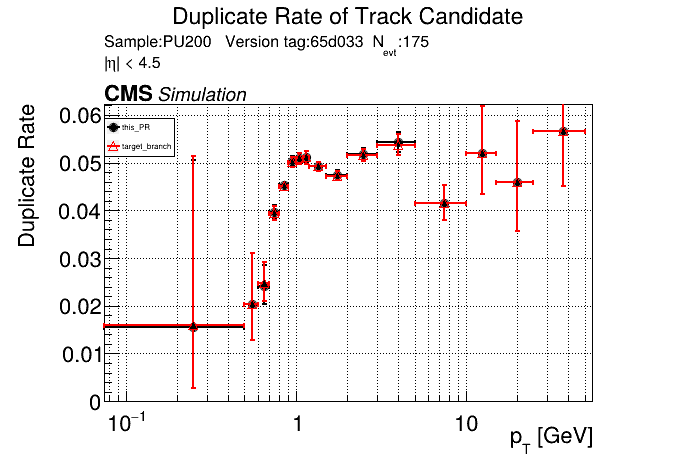 Duplicate Rate of Track Candidate
Sample:PU200 Version tag:65d033 N_evt:175
|η| < 4.5
CMS Simulation
Duplicate Rate
0.06
0.05
0.04
0.03
0.02
0.01
0
this_PR
target_branch
10⁻¹
1
10
p_T [GeV]